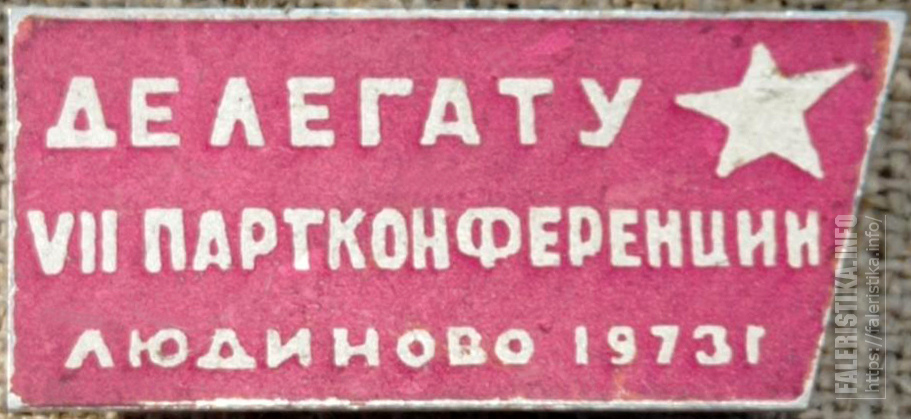 ДЕЛЕГАТУ
VII ПАРТКОНФЕРЕНЦИИ
ЛЮДИНОВО 1973Г
FALERISTIKA.INFO
https://faleristika.info/